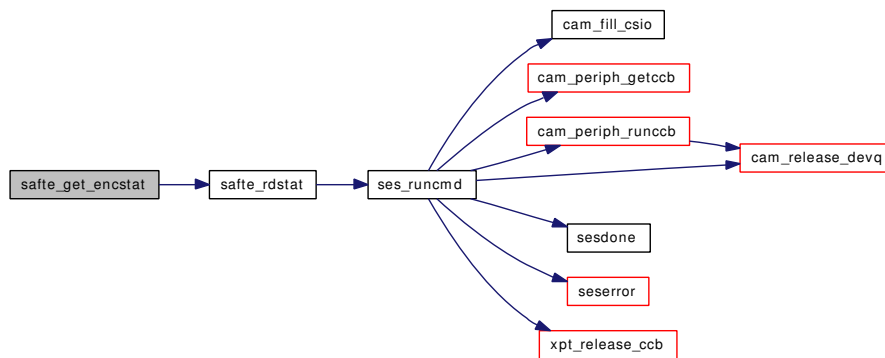 cam_fill_csio
cam_periph_getccb
cam_periph_runccb
cam_release_devq
safte_get_encstat
safte_rdstat
ses_runcmd
sesdone
seserror
xpt_release_ccb